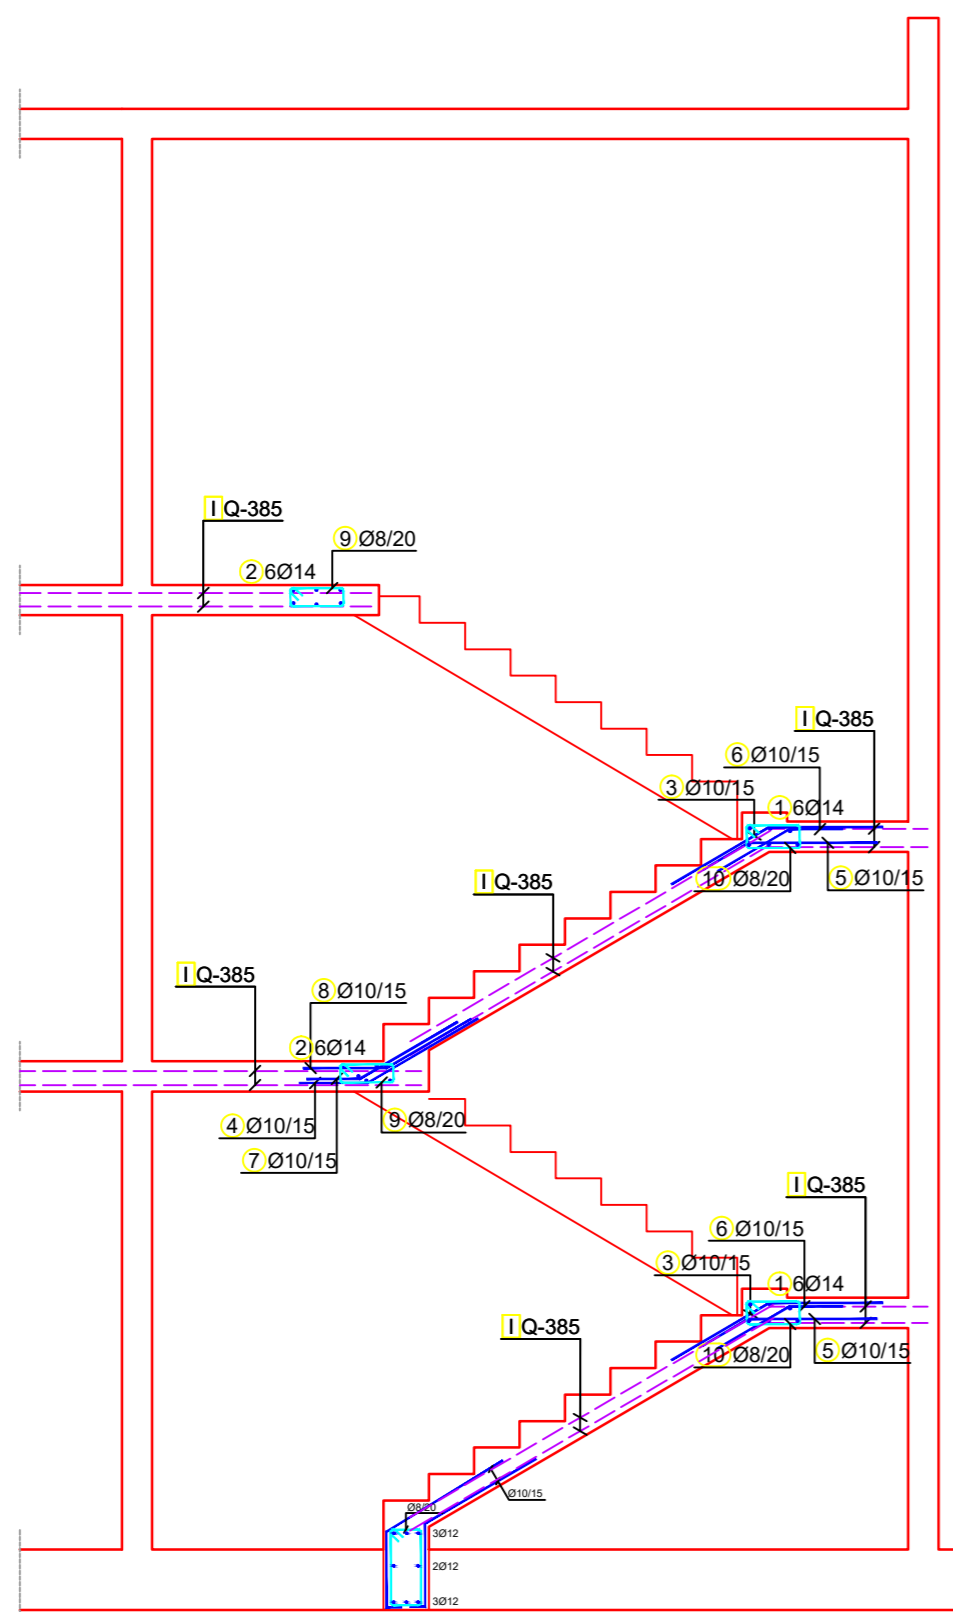 I Q-385
9 Ø8/20
2 6Ø14
I Q-385
6 Ø10/15
3 Ø10/15
1 6Ø14
I Q-385
10 Ø8/20
5 Ø10/15
I Q-385
8 Ø10/15
2 6Ø14
4 Ø10/15
9 Ø8/20
7 Ø10/15
I Q-385
6 Ø10/15
3 Ø10/15
1 6Ø14
I Q-385
10 Ø8/20
5 Ø10/15
Ø10/15
Ø8/20
3Ø12
2Ø12
3Ø12